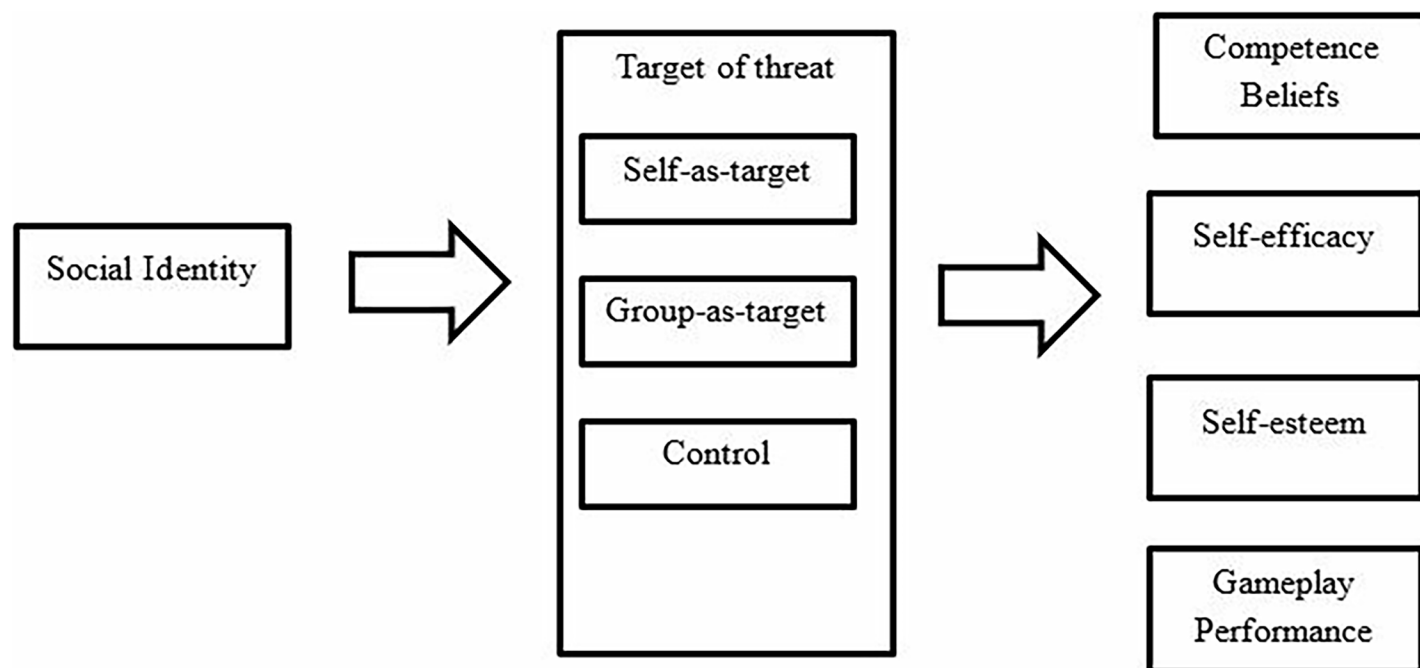 Social Identity
Target of threat
Self-as-target
Group-as-target
Control
Competence
Beliefs
Self-efficacy
Self-esteem
Gameplay
Performance